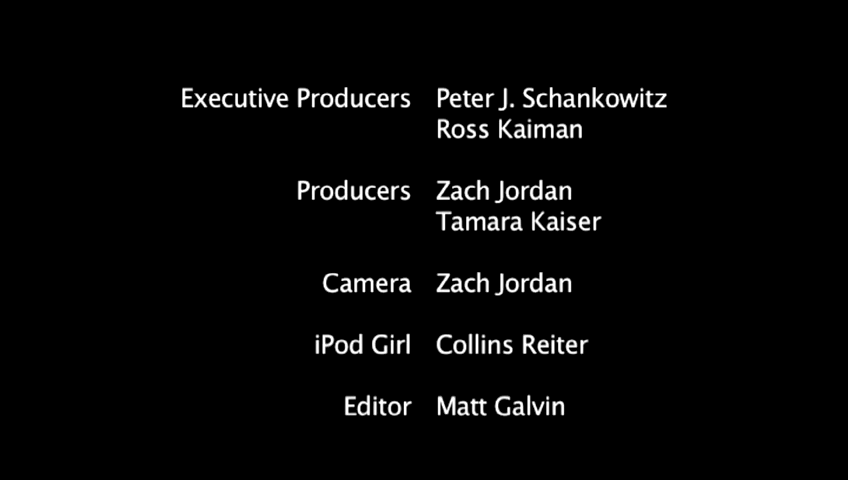 Executive Producers Peter J. Schankowitz
Ross Kaiman
Producers Zach Jordan
Tamara Kaiser
Camera Zach Jordan
iPod Girl Collins Reiter
Editor Matt Galvin